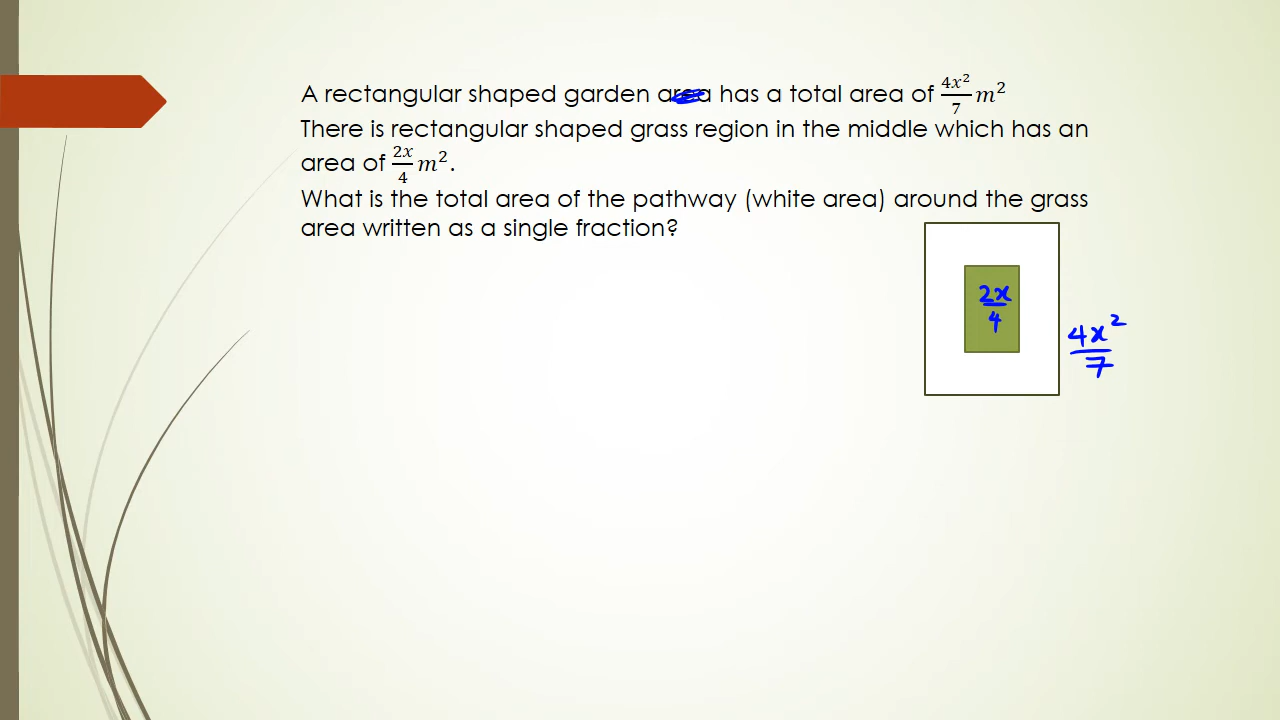 A rectangular shaped garden area has a total area of 4x²/7 m²
There is rectangular shaped grass region in the middle which has an
area of 2x/4 m².
What is the total area of the pathway (white area) around the grass
area written as a single fraction?
2x/4
4x²/7